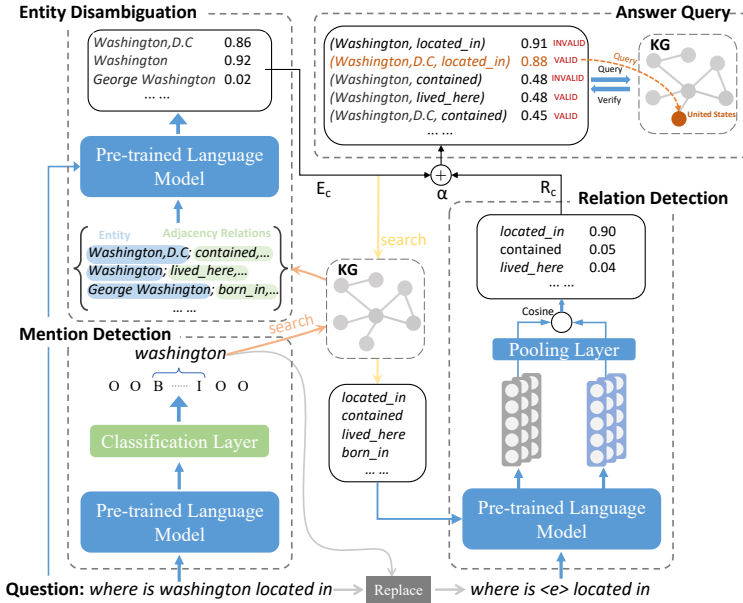 Entity Disambiguation
Washington,D.C 0.86
Washington 0.92
George Washington 0.02
... ...
Pre-trained Language
Model
Entity Adjacency Relations
Washington,D.C; contained,...
Washington; lived_here,...
George Washington; born_in,...
... ...
Answer Query
(Washington, located_in) 0.91 INVALID
(Washington,D.C, located_in) 0.88 VALID
(Washington, contained) 0.48 INVALID
(Washington, lived_here) 0.48 VALID
(Washington,D.C, contained) 0.45 VALID
... ...
Query
Query
Verify
KG
United States
E_c
+
α
R_c
search
KG
search
located_in
contained
lived_here
born_in
... ...
Relation Detection
located_in 0.90
contained 0.05
lived_here 0.04
... ...
Cosine
Pooling Layer
Pre-trained Language
Model
Mention Detection
washington
O O B ...... I O O
Classification Layer
Pre-trained Language
Model
Question: where is washington located in
Replace
where is <e> located in